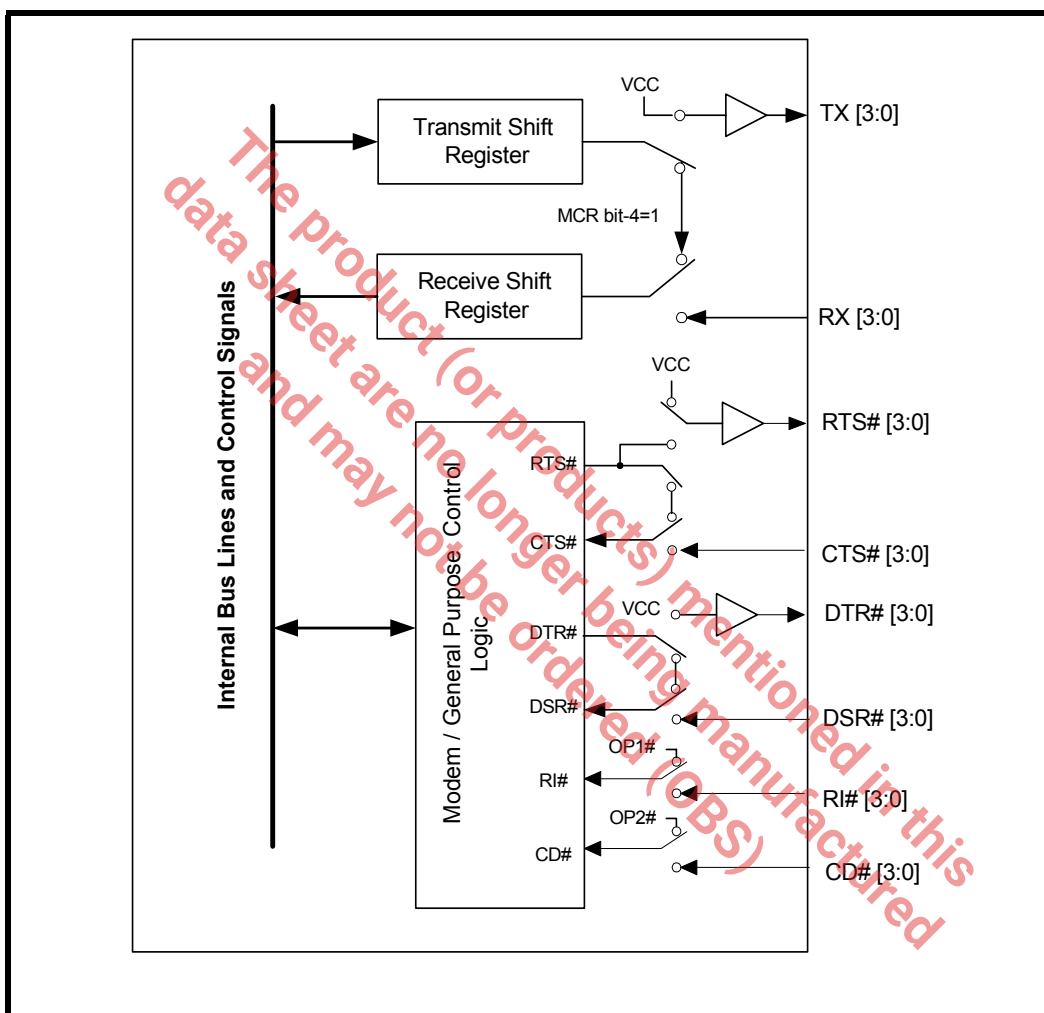 VCC
TX [3:0]
Transmit Shift
Register
MCR bit-4=1
Receive Shift
Register
RX [3:0]
Internal Bus Lines and Control Signals
VCC
RTS# [3:0]
RTS#
CTS#
CTS# [3:0]
Modem / General Purpose Control
Logic
VCC
DTR# [3:0]
DTR#
DSR#
DSR# [3:0]
OP1#
RI#
RI# [3:0]
OP2#
CD#
CD# [3:0]
The product (or products) mentioned in this
data sheet are no longer being manufactured
and may not be ordered (OBS)